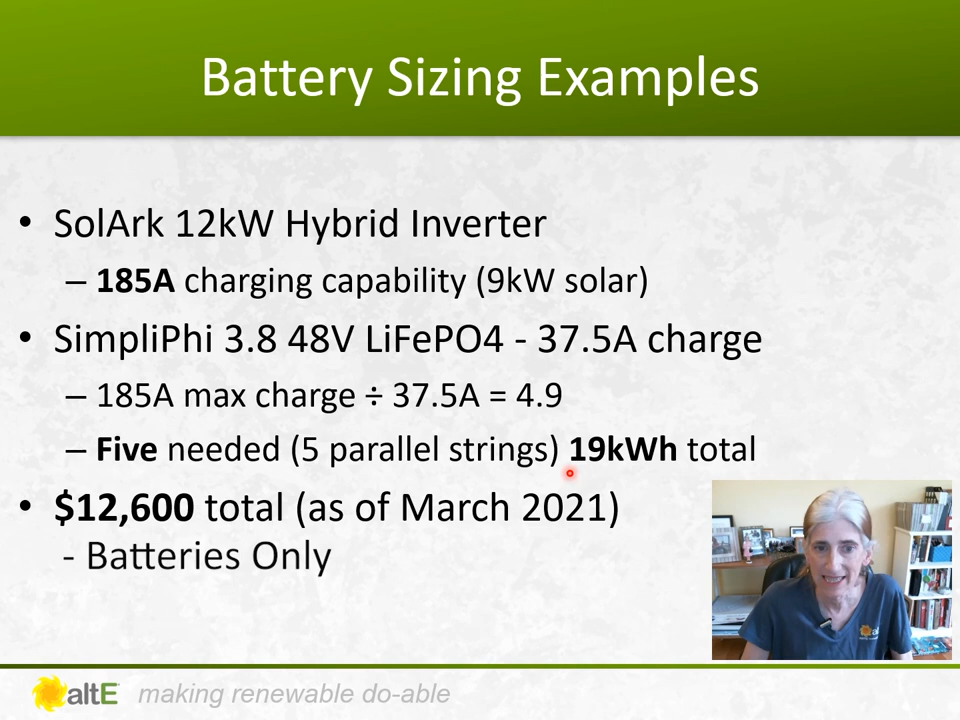 Battery Sizing Examples
• SolArk 12kW Hybrid Inverter
– 185A charging capability (9kW solar)
• SimpliPhi 3.8 48V LiFePO4 - 37.5A charge
– 185A max charge ÷ 37.5A = 4.9
– Five needed (5 parallel strings) 19kWh total
• $12,600 total (as of March 2021)
- Batteries Only
altE making renewable do-able